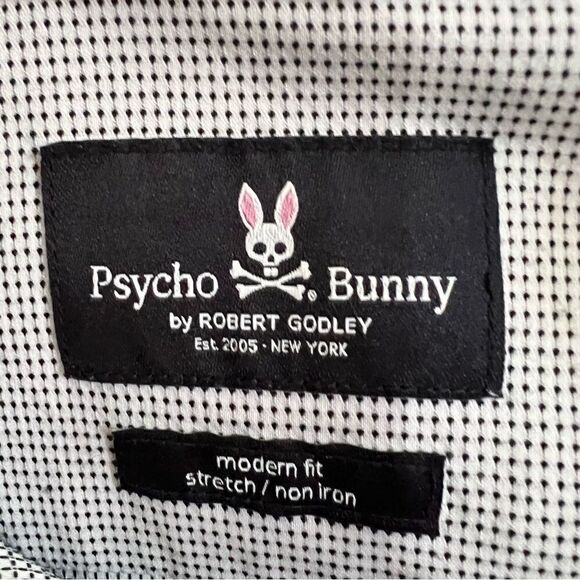 Psycho Bunny
by ROBERT GODLEY
Est. 2005 · NEW YORK
modern fit
stretch / non iron